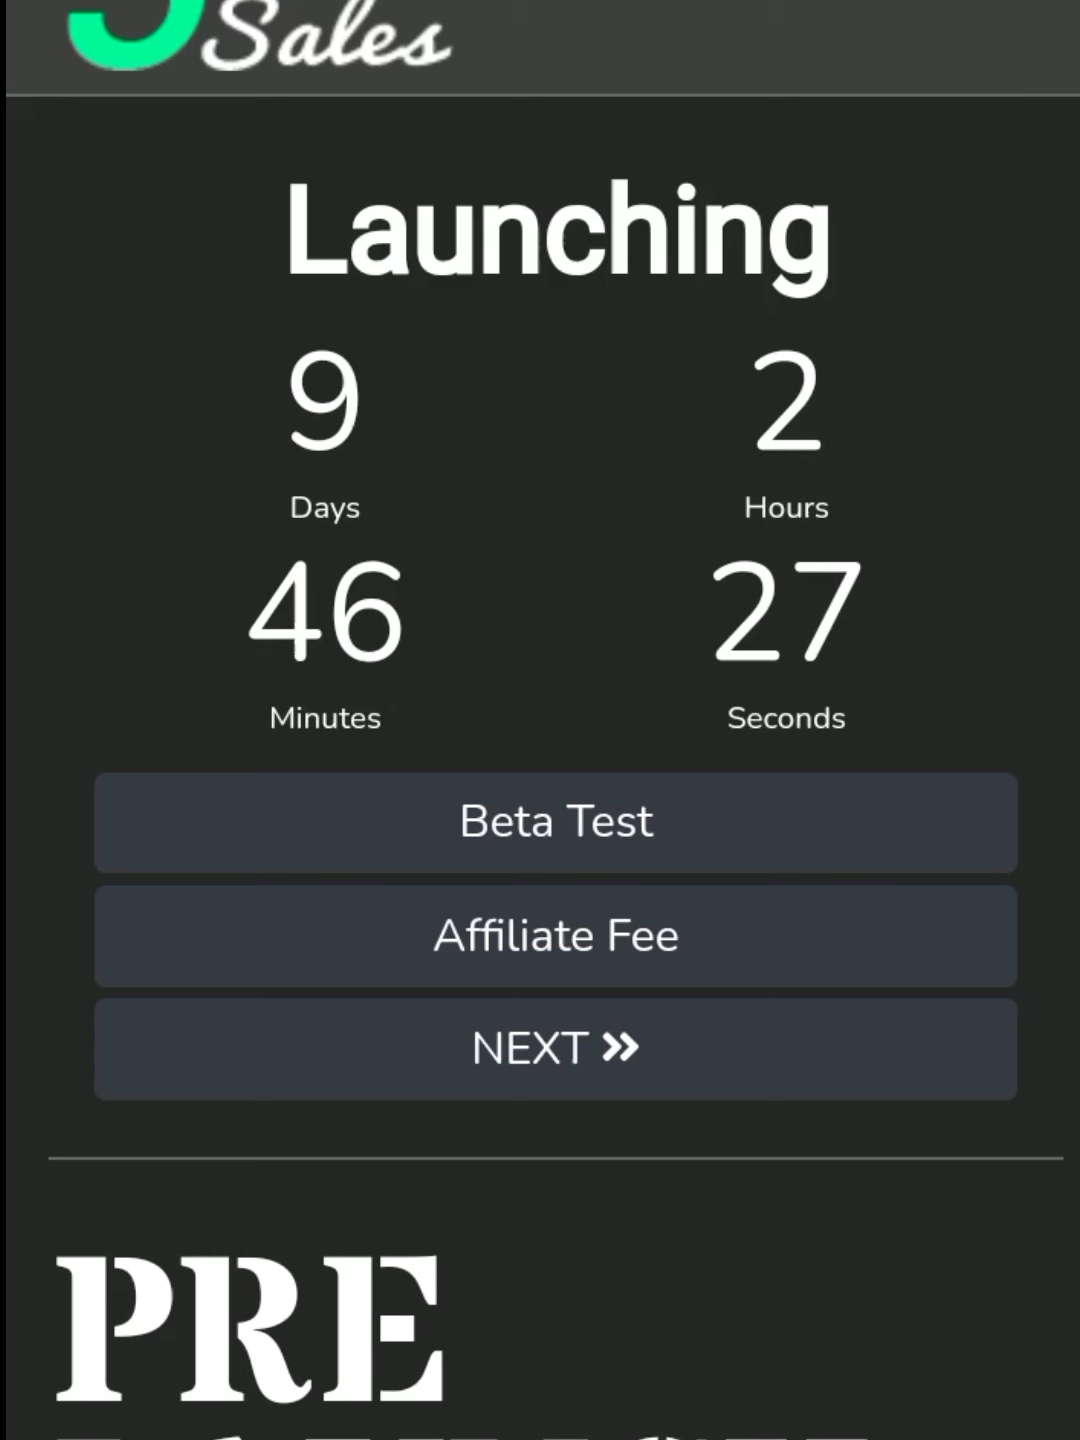 Sales
Launching
9 2
Days Hours
46 27
Minutes Seconds
Beta Test
Affiliate Fee
NEXT »
PRE